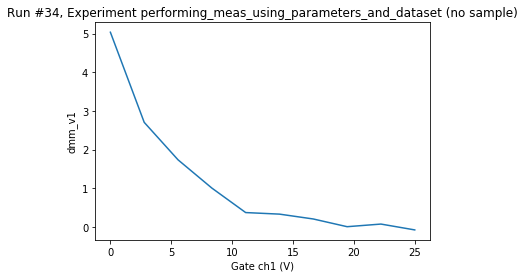 Run #34, Experiment performing_meas_using_parameters_and_dataset (no sample)
5
4
3
2
1
0
dmm_v1
0 5 10 15 20 25
Gate ch1 (V)